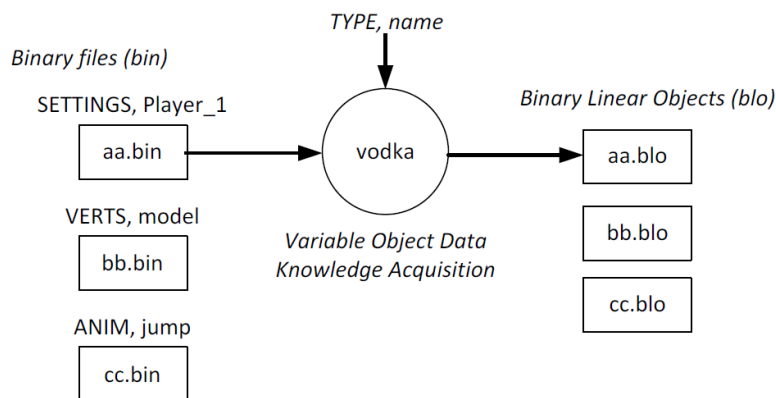 TYPE, name
Binary files (bin)
SETTINGS, Player_1
aa.bin
VERTS, model
bb.bin
ANIM, jump
cc.bin
vodka
Variable Object Data
Knowledge Acquisition
Binary Linear Objects (blo)
aa.blo
bb.blo
cc.blo